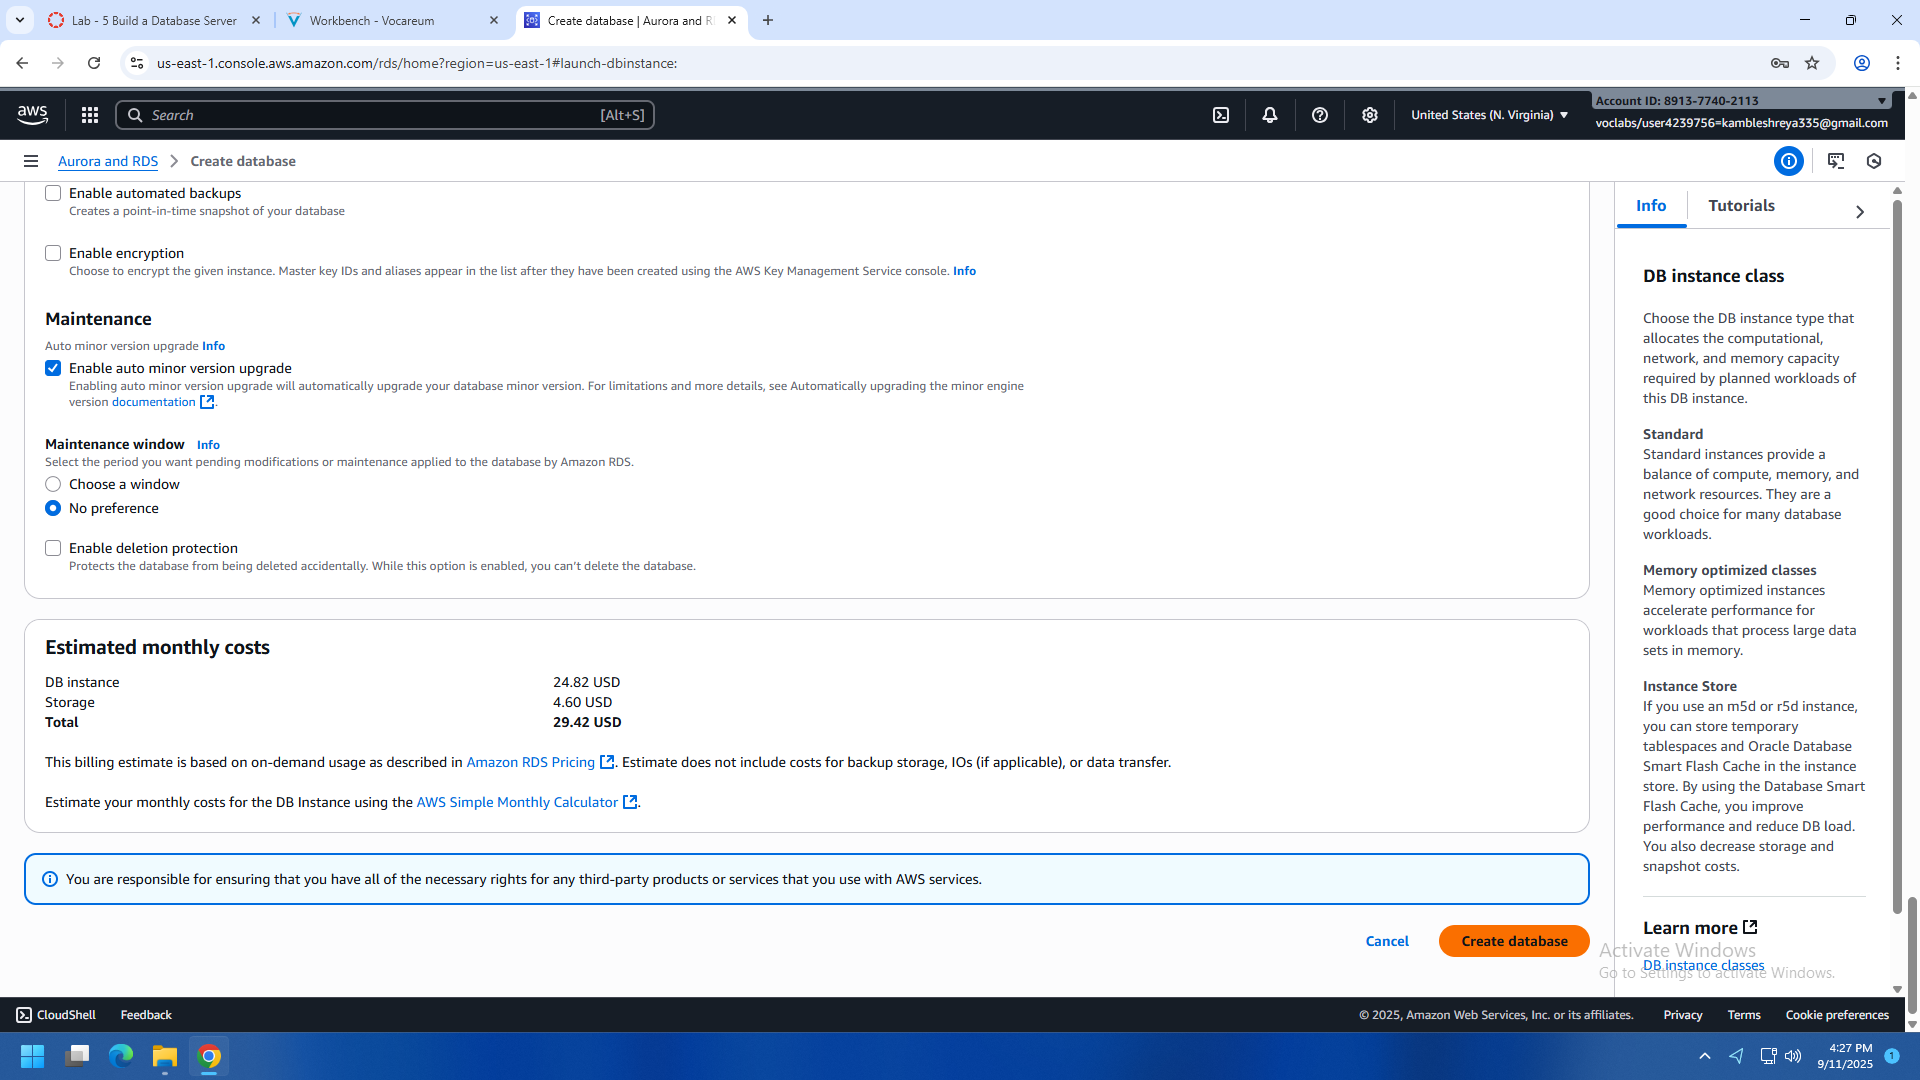 Lab - 5 Build a Database Server
Workbench - Vocareum
Create database | Aurora and R
us-east-1.console.aws.amazon.com/rds/home?region=us-east-1#launch-dbinstance:
aws
Search
[Alt+S]
United States (N. Virginia)
Account ID: 8913-7740-2113
voclabs/user4239756=kambleshreya335@gmail.com
Aurora and RDS
Create database
Enable automated backups
Creates a point-in-time snapshot of your database
Enable encryption
Choose to encrypt the given instance. Master key IDs and aliases appear in the list after they have been created using the AWS Key Management Service console. Info
Maintenance
Auto minor version upgrade Info
Enable auto minor version upgrade
Enabling auto minor version upgrade will automatically upgrade your database minor version. For limitations and more details, see Automatically upgrading the minor engine
version documentation .
Maintenance window Info
Select the period you want pending modifications or maintenance applied to the database by Amazon RDS.
Choose a window
No preference
Enable deletion protection
Protects the database from being deleted accidentally. While this option is enabled, you can't delete the database.
Estimated monthly costs
DB instance 24.82 USD
Storage 4.60 USD
Total 29.42 USD
This billing estimate is based on on-demand usage as described in Amazon RDS Pricing . Estimate does not include costs for backup storage, IOs (if applicable), or data transfer.
Estimate your monthly costs for the DB Instance using the AWS Simple Monthly Calculator .
You are responsible for ensuring that you have all of the necessary rights for any third-party products or services that you use with AWS services.
Cancel
Create database
Info
Tutorials
DB instance class
Choose the DB instance type that
allocates the computational,
network, and memory capacity
required by planned workloads of
this DB instance.
Standard
Standard instances provide a
balance of compute, memory, and
network resources. They are a
good choice for many database
workloads.
Memory optimized classes
Memory optimized instances
accelerate performance for
workloads that process large data
sets in memory.
Instance Store
If you use an m5d or r5d instance,
you can store temporary
tablespaces and Oracle Database
Smart Flash Cache in the instance
store. By using the Database Smart
Flash Cache, you improve
performance and reduce DB load.
You also decrease storage and
snapshot costs.
Learn more
DB instance classes
Activate Windows
Go to Settings to activate Windows.
CloudShell
Feedback
© 2025, Amazon Web Services, Inc. or its affiliates.
Privacy
Terms
Cookie preferences
4:27 PM
9/11/2025
1